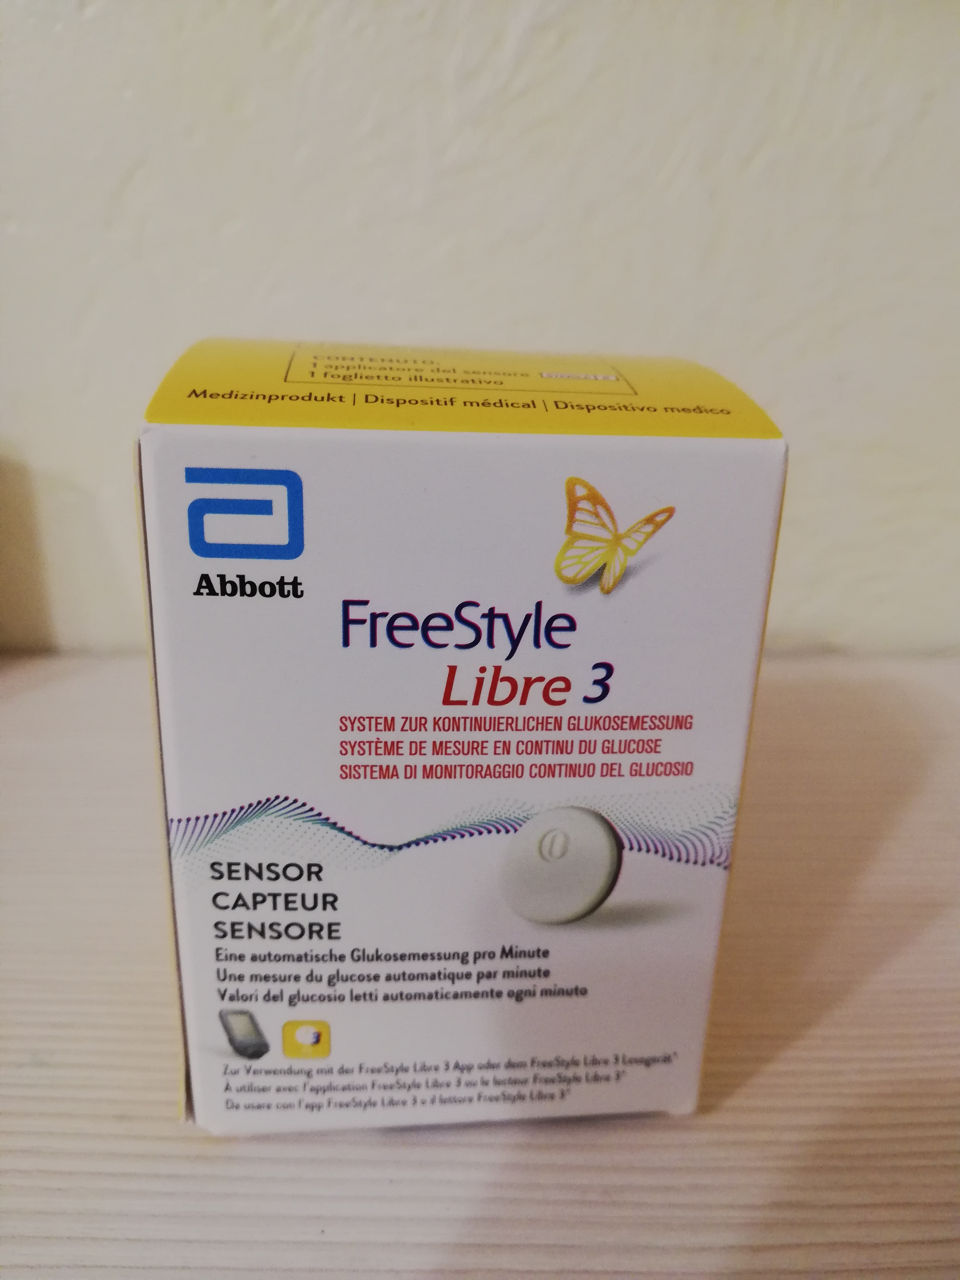 CONTENUTO:
1 applicatore del sensore
1 foglietto illustrativo
Medizinprodukt | Dispositif médical | Dispositivo medico
Abbott
FreeStyle
Libre 3
SYSTEM ZUR KONTINUIERLICHEN GLUKOSEMESSUNG
SYSTÈME DE MESURE EN CONTINU DU GLUCOSE
SISTEMA DI MONITORAGGIO CONTINUO DEL GLUCOSIO
SENSOR
CAPTEUR
SENSORE
Eine automatische Glukosemessung pro Minute
Une mesure du glucose automatique par minute
Valori del glucosio letti automaticamente ogni minuto
3
Zur Verwendung mit der FreeStyle Libre 3 App oder dem FreeStyle Libre 3 Lesegerät*
À utiliser avec l'application FreeStyle Libre 3 ou le lecteur FreeStyle Libre 3*
Da usare con l'app FreeStyle Libre 3 o il lettore FreeStyle Libre 3*